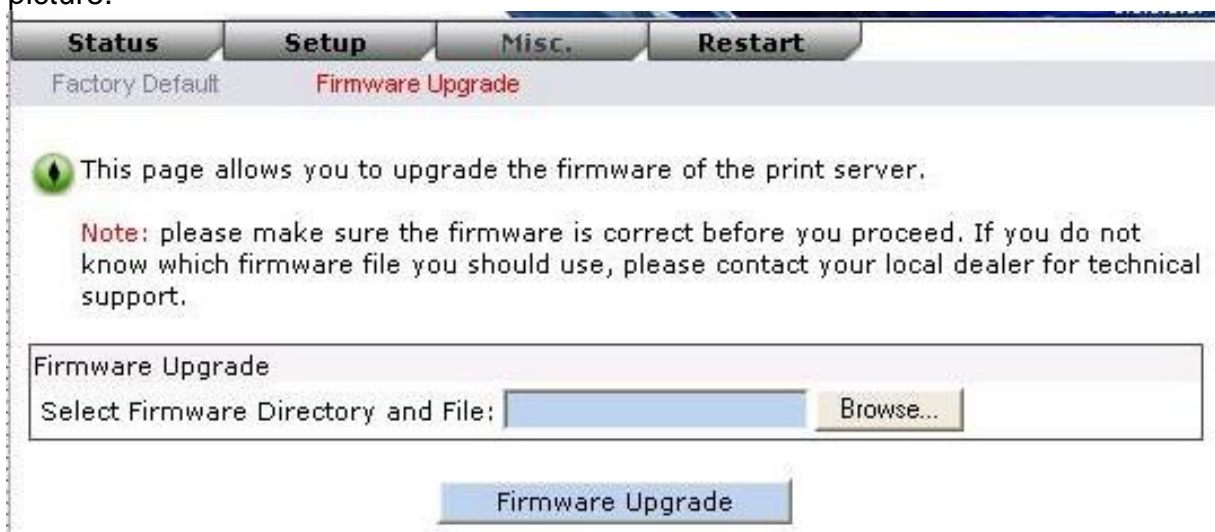 picture.
Status Setup Misc. Restart
Factory Default Firmware Upgrade
This page allows you to upgrade the firmware of the print server.
Note: please make sure the firmware is correct before you proceed. If you do not
know which firmware file you should use, please contact your local dealer for technical
support.
Firmware Upgrade
Select Firmware Directory and File: Browse...
Firmware Upgrade